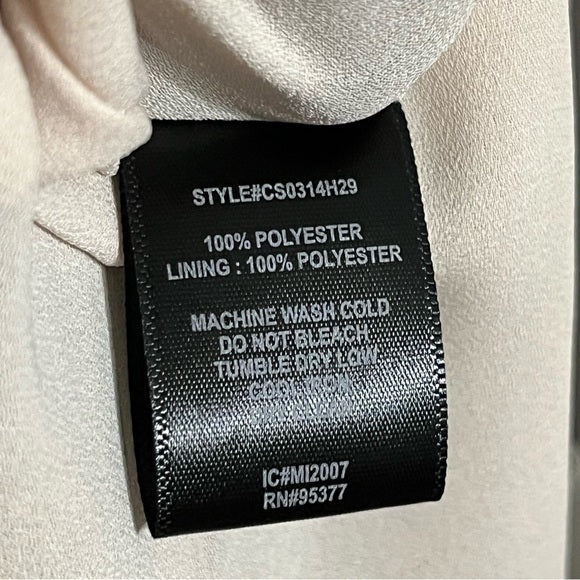 STYLE#CS0314H29
100% POLYESTER
LINING : 100% POLYESTER
MACHINE WASH COLD
DO NOT BLEACH
TUMBLE DRY LOW
COOL IRON
IC#MI2007
RN#95377